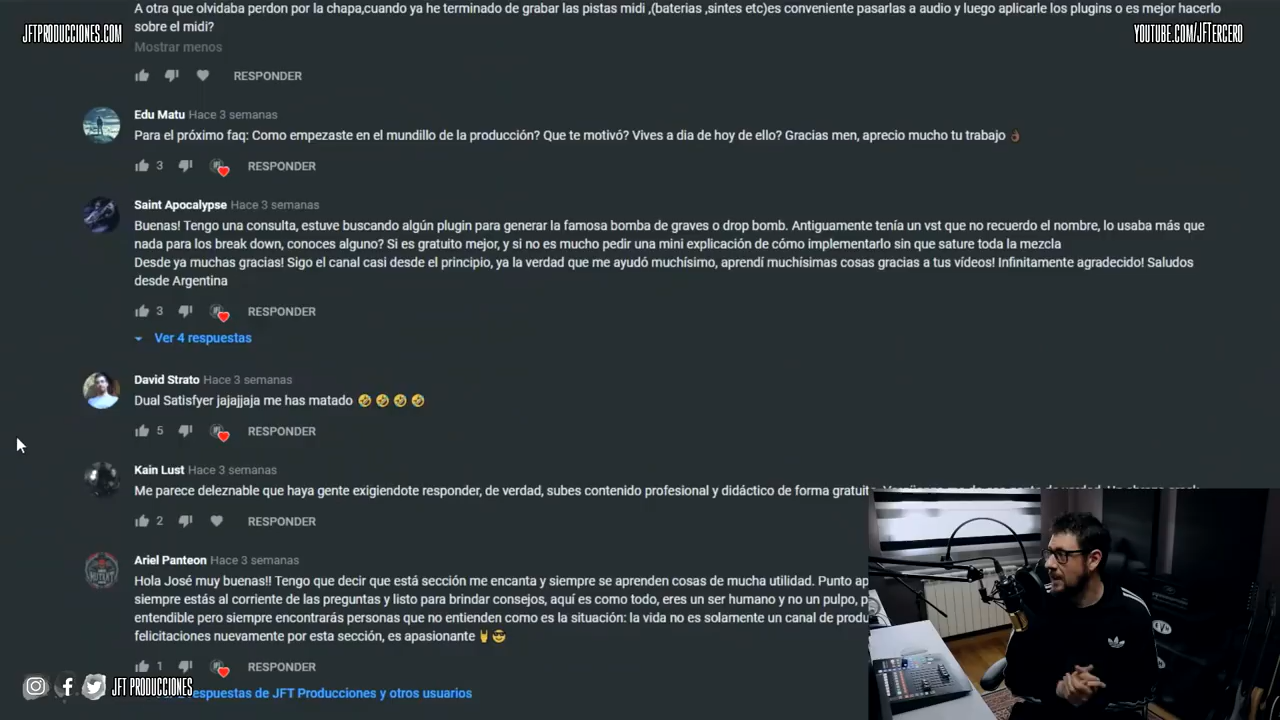 A otra que olvidaba perdon por la chapa,cuando ya he terminado de grabar las pistas midi ,(baterias ,sintes etc)es conveniente pasarlas a audio y luego aplicarle los plugins o es mejor hacerlo
JFTPRODUCCIONES.COM
YOUTUBE.COM/JFTERCERO
sobre el midi?
Mostrar menos
RESPONDER
Edu Matu Hace 3 semanas
Para el próximo faq: Como empezaste en el mundillo de la producción? Que te motivó? Vives a dia de hoy de ello? Gracias men, aprecio mucho tu trabajo 👌🏿
3 RESPONDER
Saint Apocalypse Hace 3 semanas
Buenas! Tengo una consulta, estuve buscando algún plugin para generar la famosa bomba de graves o drop bomb. Antiguamente tenía un vst que no recuerdo el nombre, lo usaba más que
nada para los break down, conoces alguno? Si es gratuito mejor, y si no es mucho pedir una mini explicación de cómo implementarlo sin que sature toda la mezcla
Desde ya muchas gracias! Sigo el canal casi desde el principio, ya la verdad que me ayudó muchísimo, aprendí muchísimas cosas gracias a tus vídeos! Infinitamente agradecido! Saludos
desde Argentina
3 RESPONDER
Ver 4 respuestas
David Strato Hace 3 semanas
Dual Satisfyer jajajjaja me has matado 🤣 🤣 🤣 🤣
5 RESPONDER
Kain Lust Hace 3 semanas
Me parece deleznable que haya gente exigiendote responder, de verdad, subes contenido profesional y didáctico de forma gratuita
2 RESPONDER
Ariel Panteon Hace 3 semanas
Hola José muy buenas!! Tengo que decir que está sección me encanta y siempre se aprenden cosas de mucha utilidad. Punto ap
siempre estás al corriente de las preguntas y listo para brindar consejos, aquí es como todo, eres un ser humano y no un pulpo, p
entendible pero siempre encontrarás personas que no entienden como es la situación: la vida no es solamente un canal de produ
felicitaciones nuevamente por esta sección, es apasionante 🤘😎
1 RESPONDER
JFT PRODUCCIONES
respuestas de JFT Producciones y otros usuarios